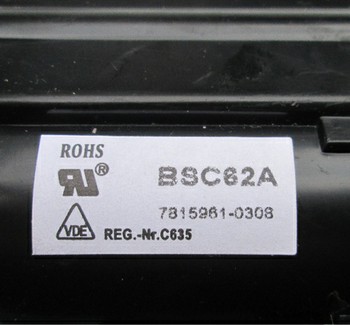 ROHS
BSC62A
7815961-0308
VDE REG.-Nr.C635